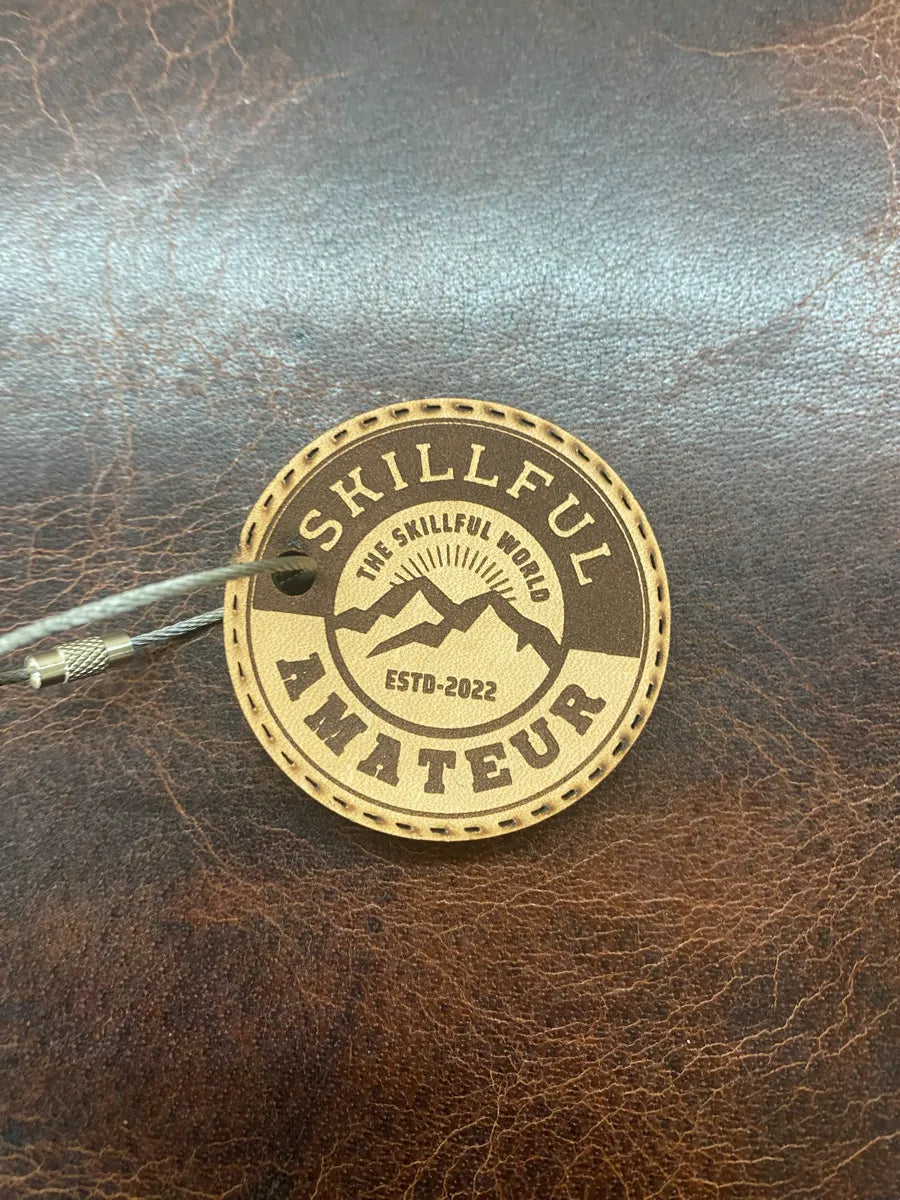 SKILLFUL
THE SKILLFUL WORLD
ESTD-2022
AMATEUR